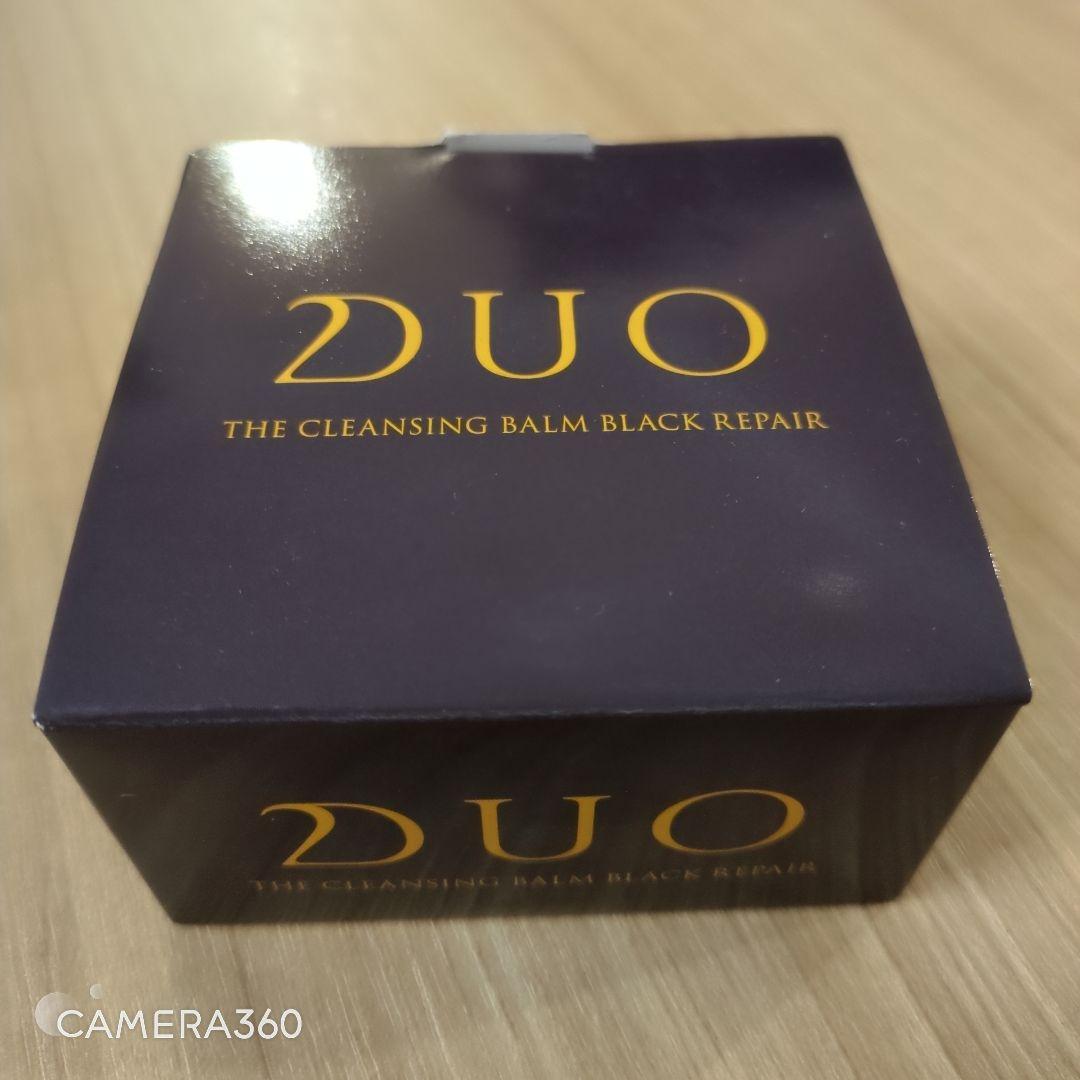 DUO
THE CLEANSING BALM BLACK REPAIR
DUO
THE CLEANSING BALM BLACK REPAIR
CAMERA360